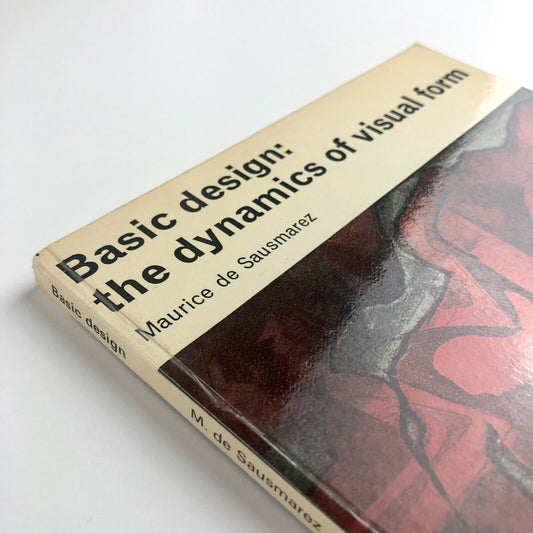 Basic design:
the dynamics of visual form
Maurice de Sausmarez
Basic design
M. de Sausmarez